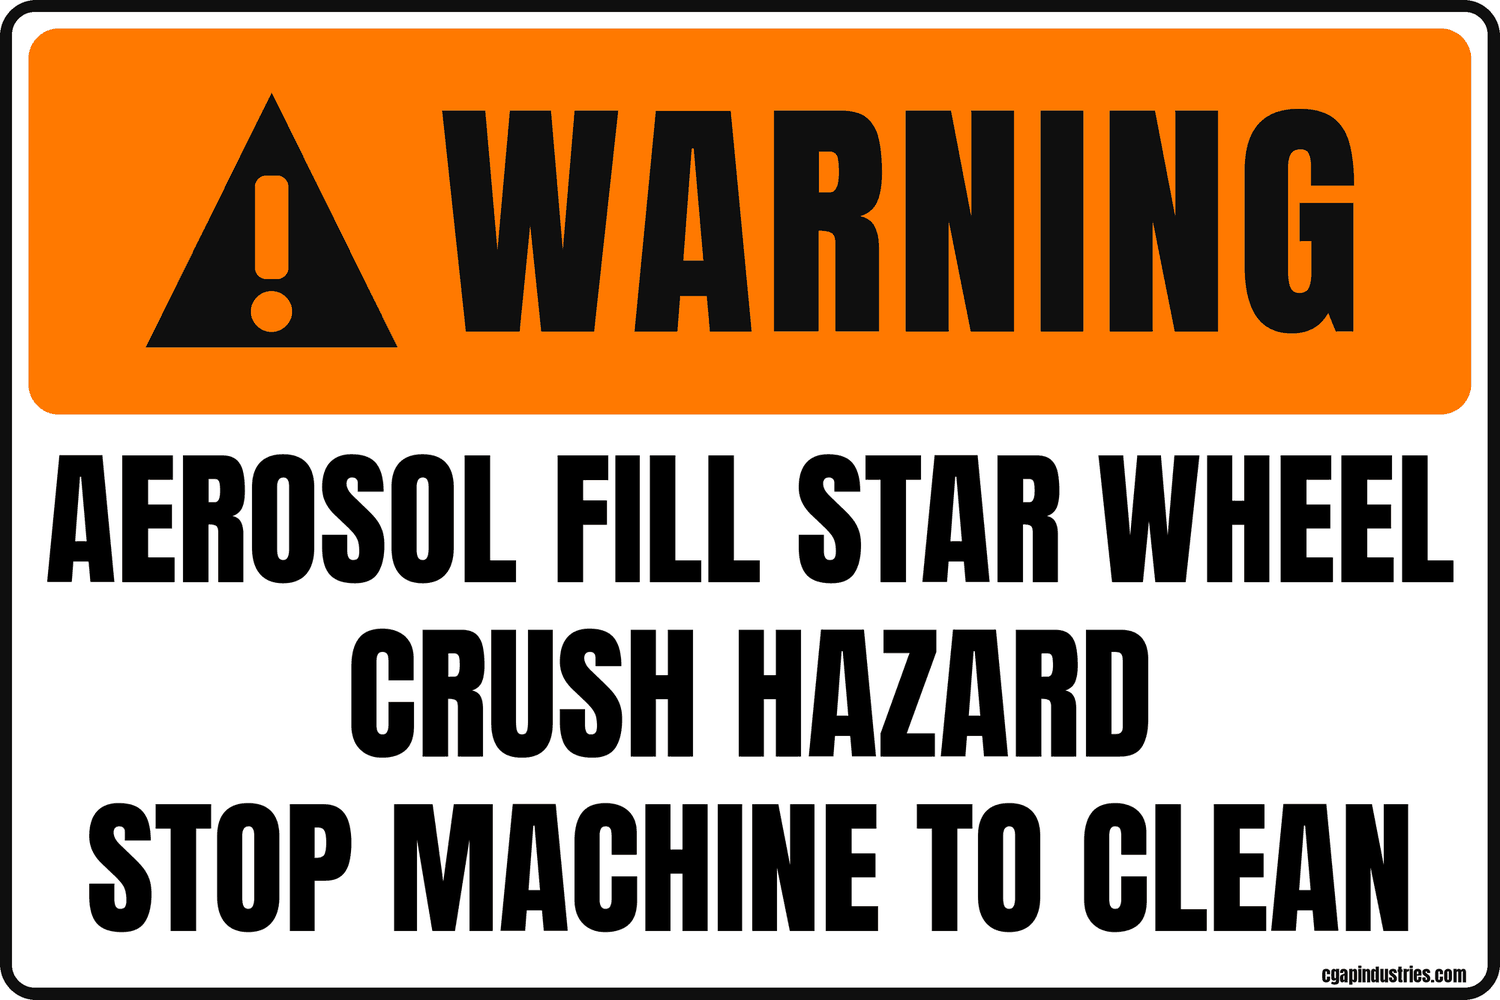 WARNING
AEROSOL FILL STAR WHEEL
CRUSH HAZARD
STOP MACHINE TO CLEAN
cgapindustries.com